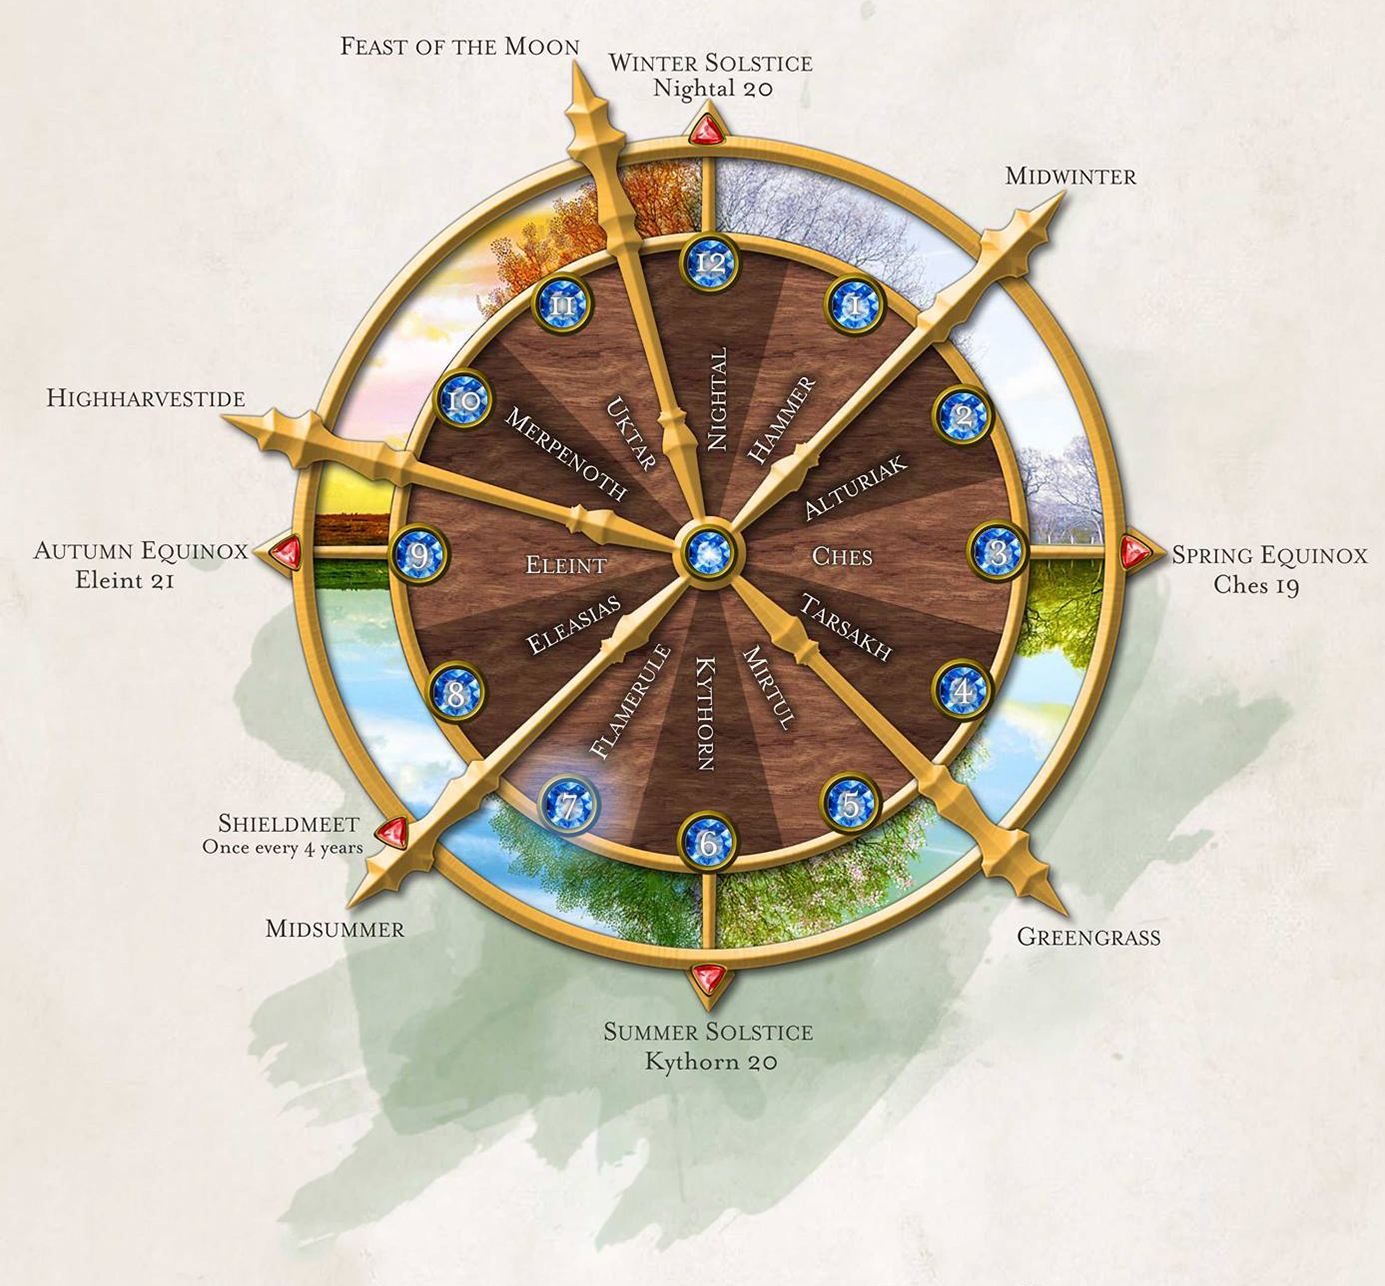 Feast of the Moon
Winter Solstice
Nightal 20
Midwinter
Highharvestide
Autumn Equinox
Eleint 21
Spring Equinox
Ches 19
Shieldmeet
Once every 4 years
Midsummer
Greengrass
Summer Solstice
Kythorn 20
12
1
2
3
4
5
6
7
8
9
10
11
Nightal
Hammer
Alturiak
Ches
Tarsakh
Mirtul
Kythorn
Flamerule
Eleasias
Eleint
Merpenoth
Uktar